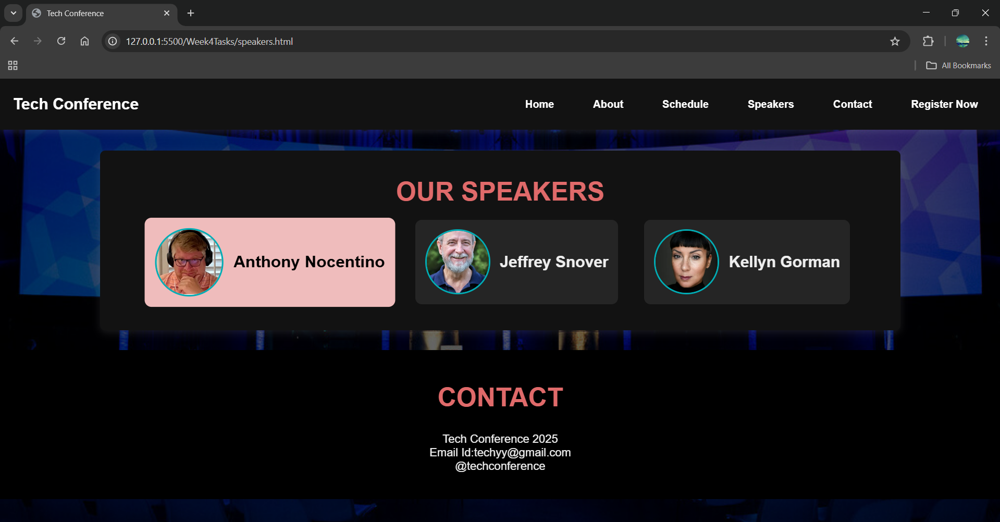 Tech Conference
127.0.0.1:5500/Week4Tasks/speakers.html
All Bookmarks
Tech Conference Home About Schedule Speakers Contact Register Now
OUR SPEAKERS
Anthony Nocentino
Jeffrey Snover
Kellyn Gorman
CONTACT
Tech Conference 2025
Email Id:techyy@gmail.com
@techconference